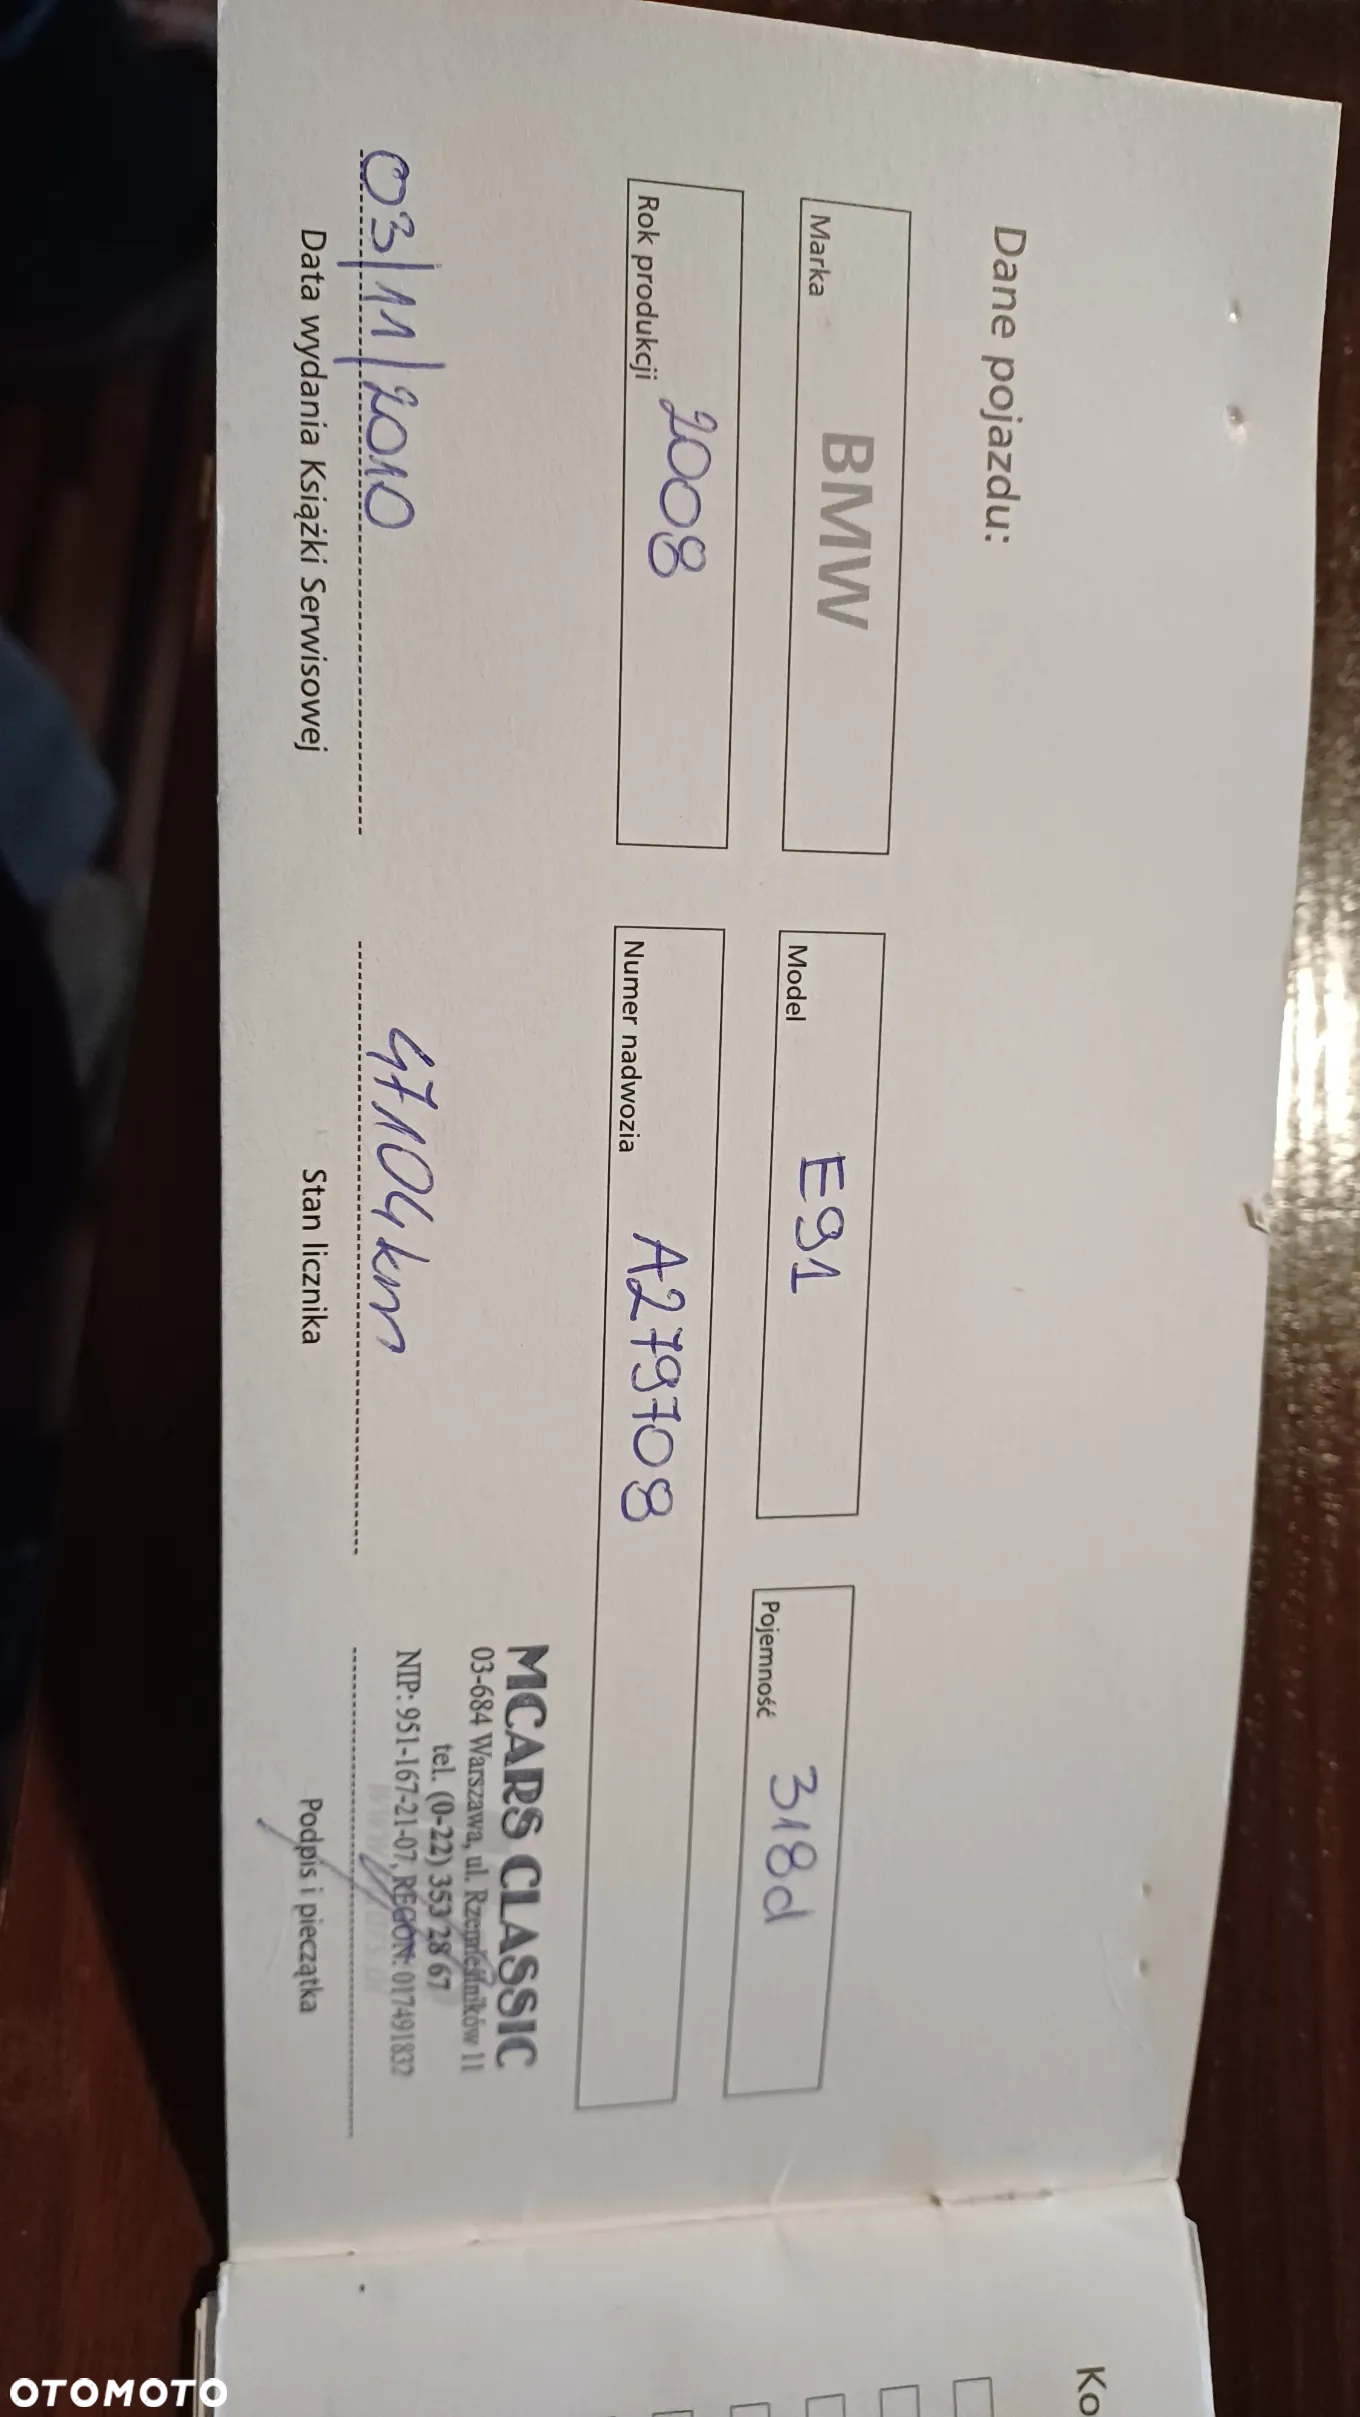 Dane pojazdu:
BMW
Marka
E91
Model
318d
Pojemność
2008
Rok produkcji
A279708
Numer nadwozia
MCARS CLASSIC
03-684 Warszawa, ul. Rzemieślników 11
tel. (0-22) 353 28 67
NIP: 951-167-21-07, REGON: 017491832
03/11/2010
47104 km
Data wydania Książki Serwisowej
Stan licznika
Podpis i pieczątka
Ko
OTOMOTO